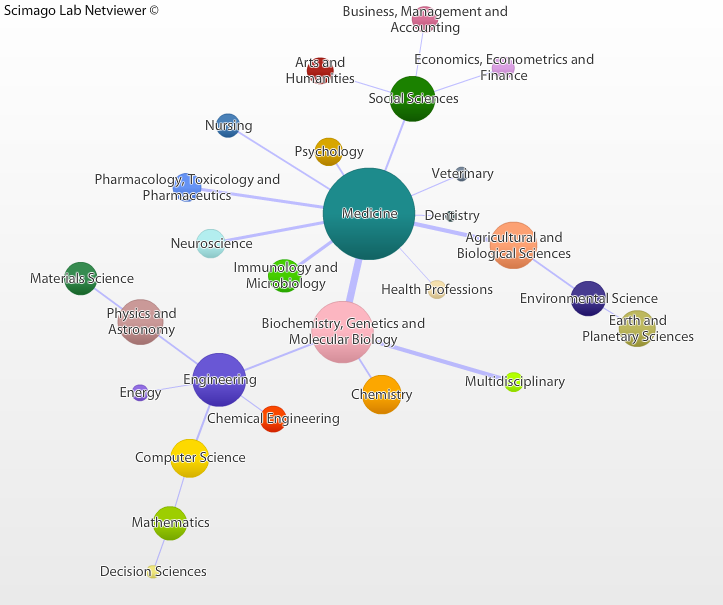 Scimago Lab Netviewer ©
Business, Management and
Accounting
Arts and
Humanities
Economics, Econometrics and
Finance
Social Sciences
Nursing
Psychology
Veterinary
Pharmacology, Toxicology and
Pharmaceutics
Medicine
Dentistry
Neuroscience
Agricultural and
Biological Sciences
Immunology and
Microbiology
Materials Science
Health Professions
Environmental Science
Physics and
Astronomy
Biochemistry, Genetics and
Molecular Biology
Earth and
Planetary Sciences
Engineering
Multidisciplinary
Energy
Chemistry
Chemical Engineering
Computer Science
Mathematics
Decision Sciences